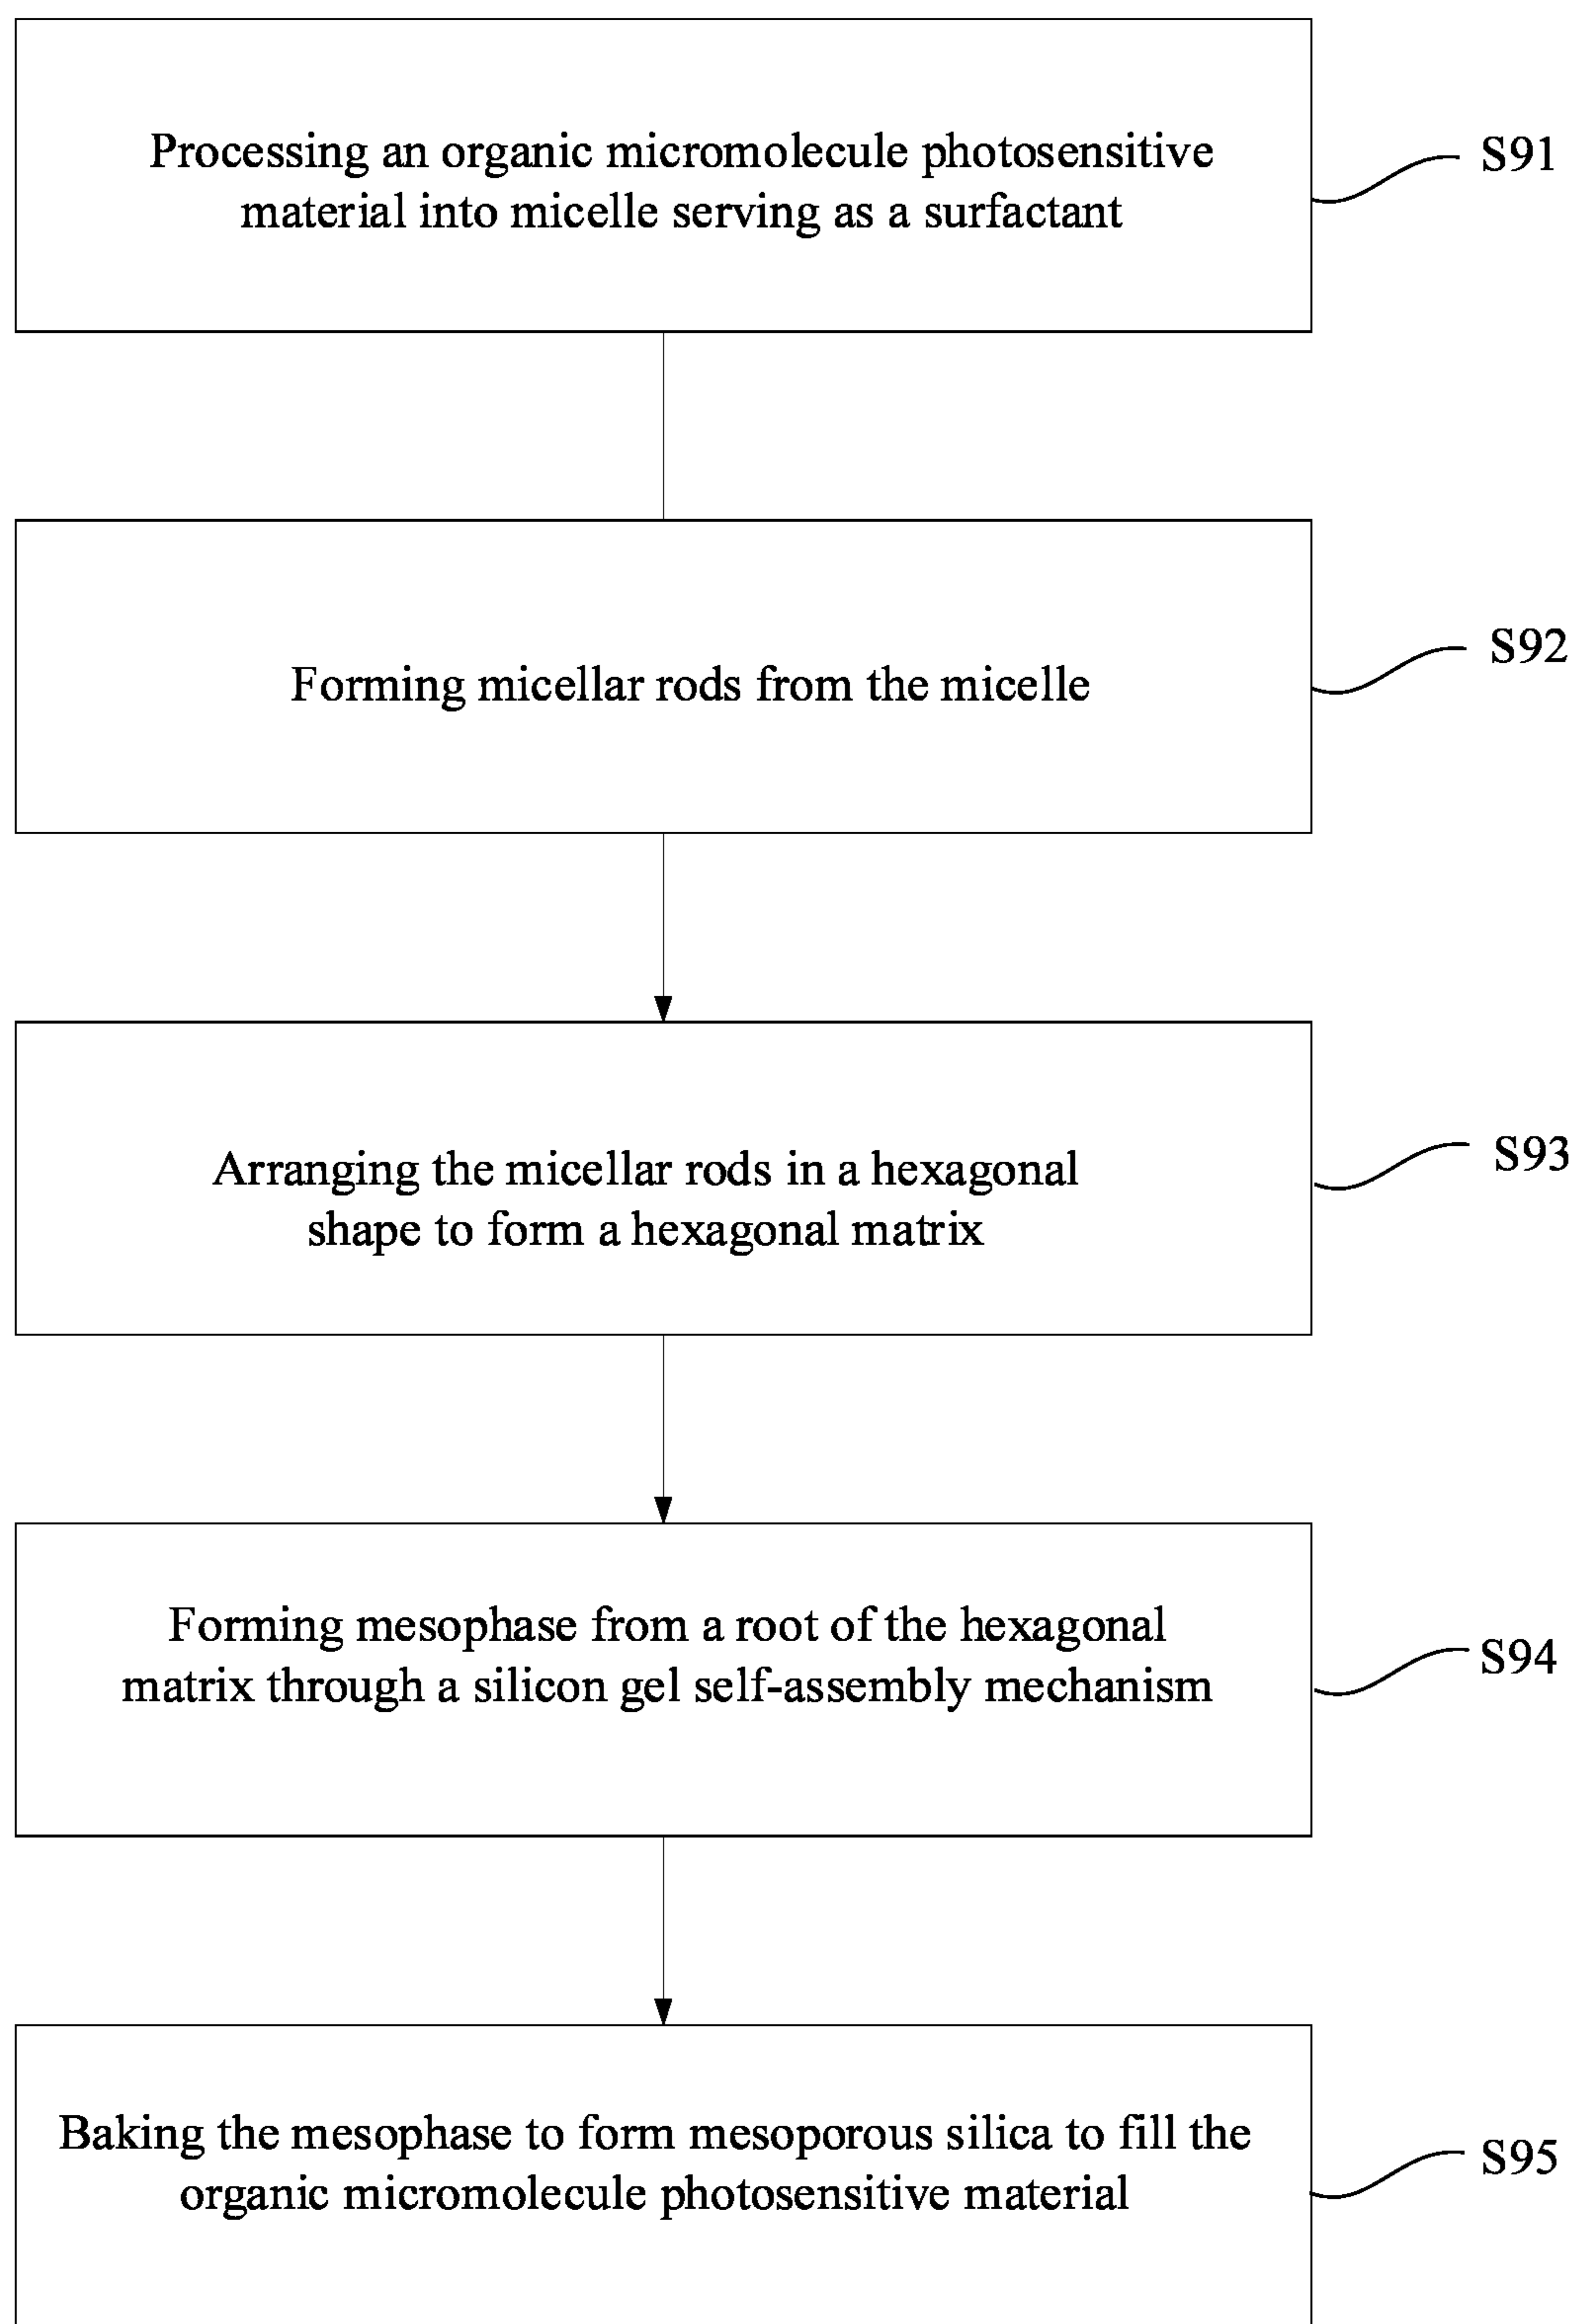 Processing an organic micromolecule photosensitive
material into micelle serving as a surfactant
S91
Forming micellar rods from the micelle
S92
Arranging the micellar rods in a hexagonal
shape to form a hexagonal matrix
S93
Forming mesophase from a root of the hexagonal
matrix through a silicon gel self-assembly mechanism
S94
Baking the mesophase to form mesoporous silica to fill the
organic micromolecule photosensitive material
S95